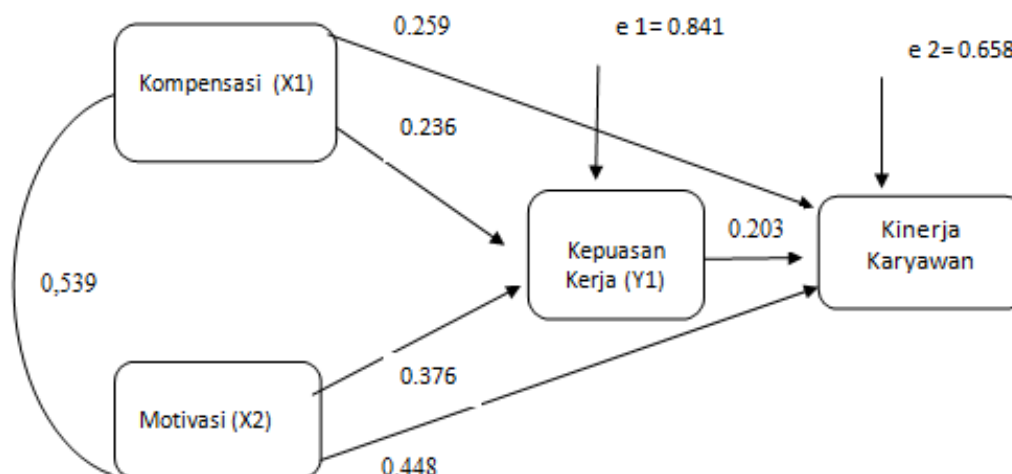 0.259
e 1= 0.841
e 2= 0.658
Kompensasi (X1)
0.236
Kepuasan
Kerja (Y1)
0.203
Kinerja
Karyawan
0,539
0.376
Motivasi (X2)
0.448